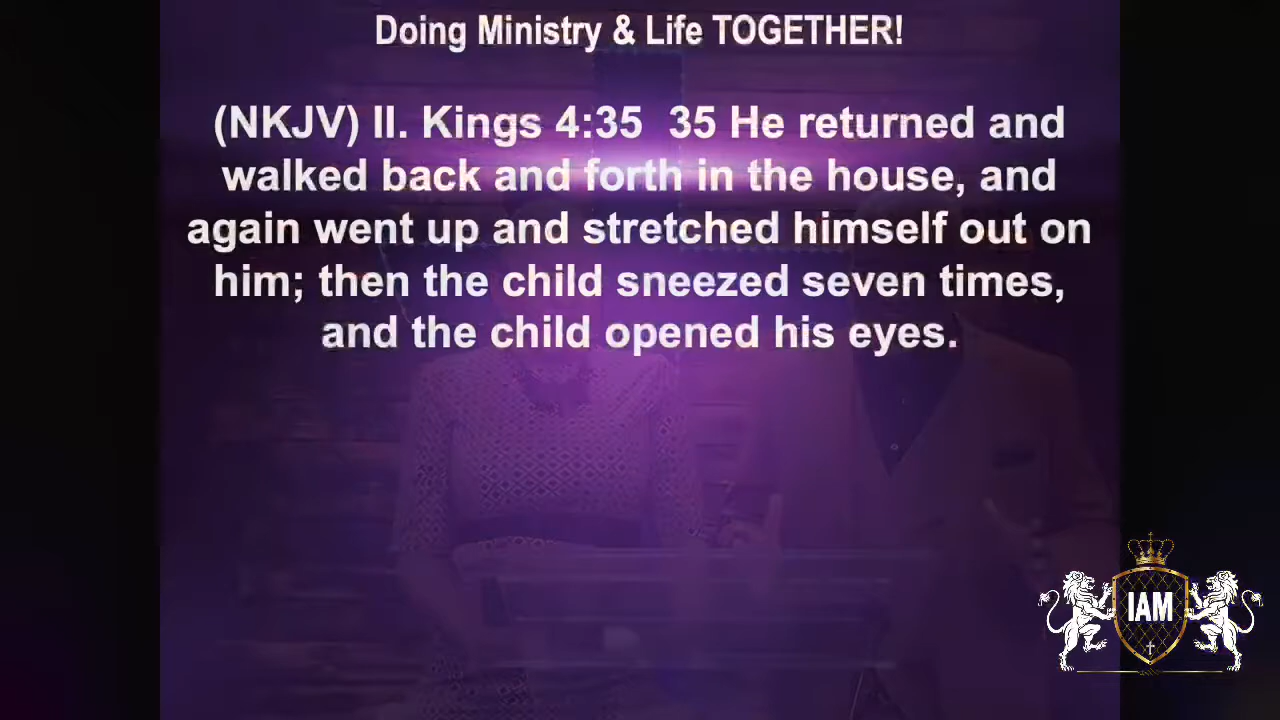 Doing Ministry & Life TOGETHER!
(NKJV) II. Kings 4:35  35 He returned and
walked back and forth in the house, and
again went up and stretched himself out on
him; then the child sneezed seven times,
and the child opened his eyes.
IAM